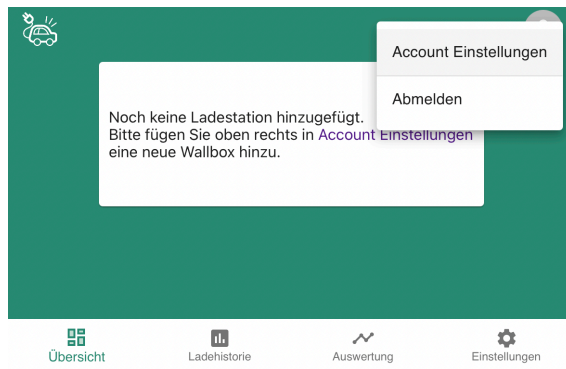 Account Einstellungen
Abmelden
Noch keine Ladestation hinzugefügt.
Bitte fügen Sie oben rechts in Account Einstellungen
eine neue Wallbox hinzu.
Übersicht
Ladehistorie
Auswertung
Einstellungen